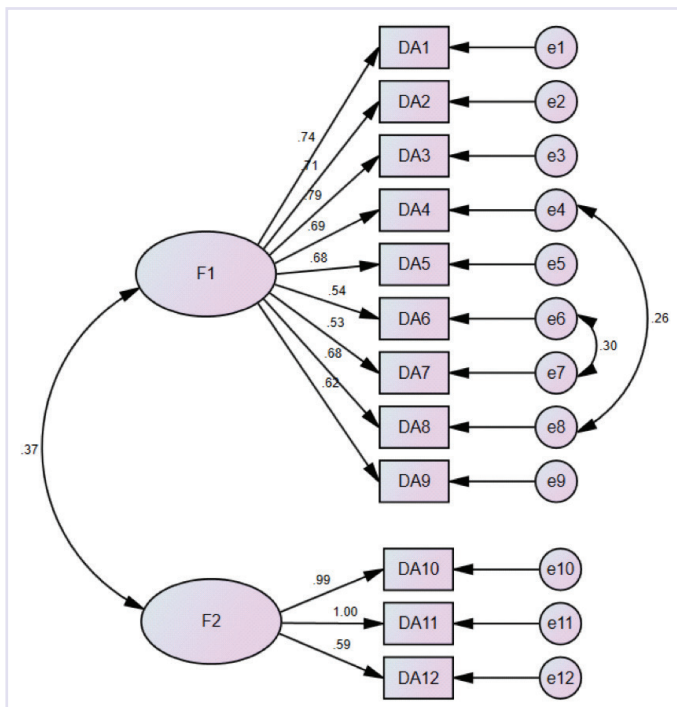 DA1 e1
DA2 e2
.74
.71
DA3 e3
.79
DA4 e4
.69
F1
.68
DA5 e5
.54
DA6 e6
.26
.53
.30
.68
DA7 e7
.62
DA8 e8
.37
DA9 e9
DA10 e10
.99
1.00
DA11 e11
F2
.59
DA12 e12